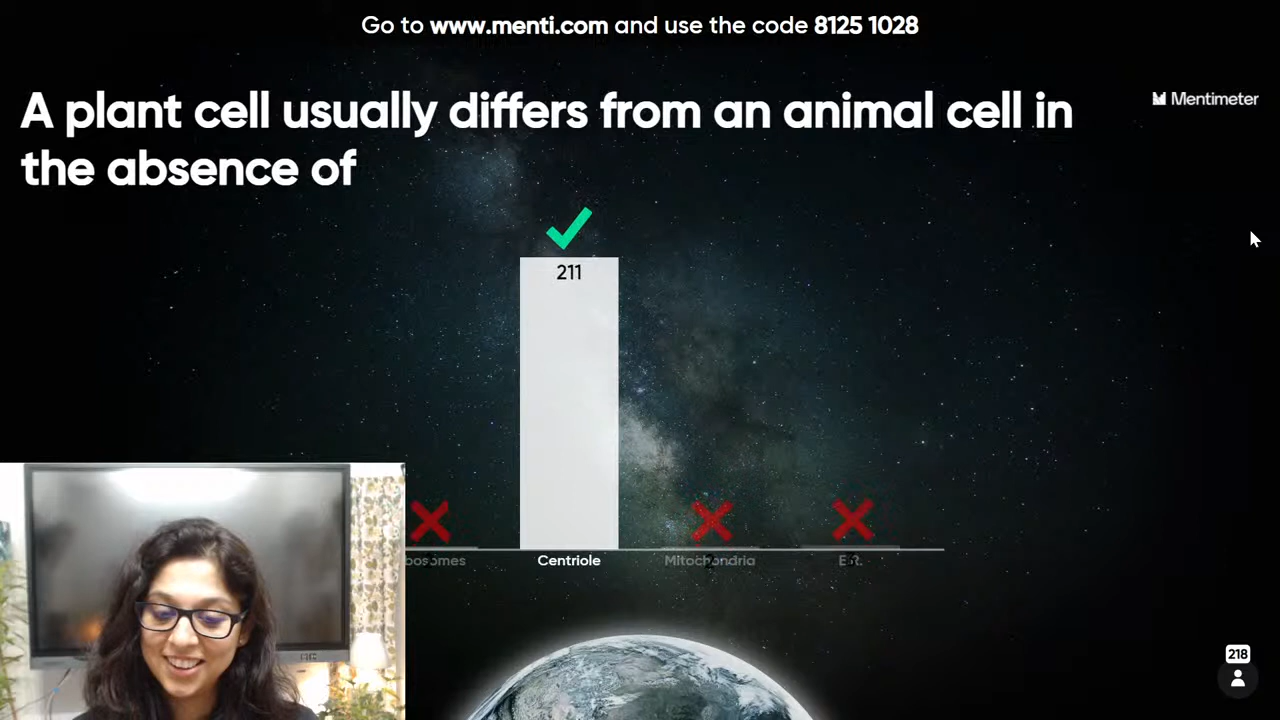 Go to www.menti.com and use the code 8125 1028
A plant cell usually differs from an animal cell in
the absence of
Mentimeter
211
Centriole
Mitochondria
E.R.
218